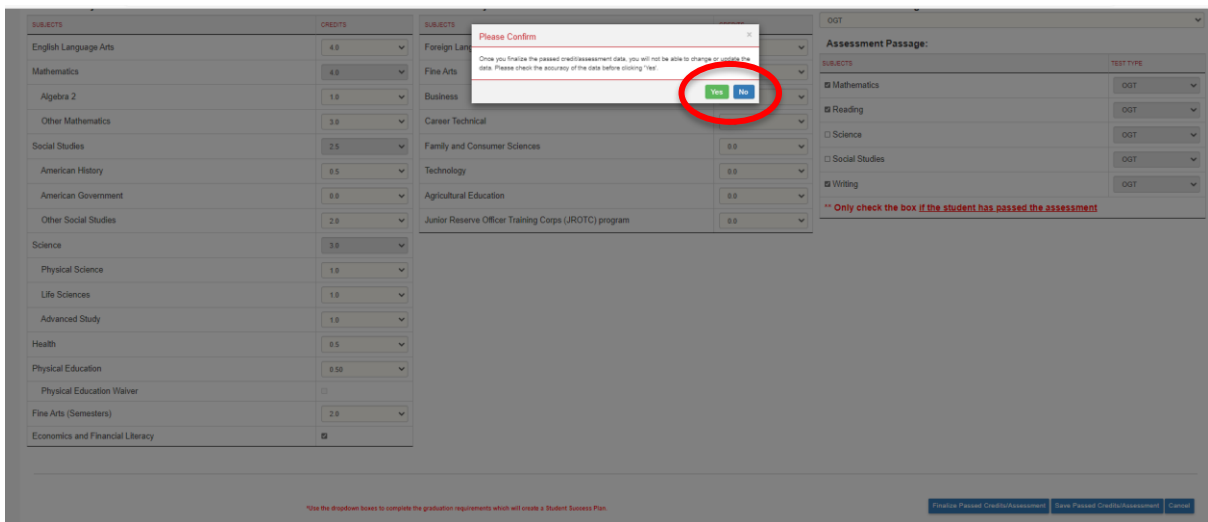 SUBJECTS CREDITS
English Language Arts 4.0
Mathematics 4.0
Algebra 2 1.0
Other Mathematics 3.0
Social Studies 2.5
American History 0.5
American Government 0.0
Other Social Studies 2.0
Science 3.0
Physical Science 1.0
Life Sciences 1.0
Advanced Study 1.0
Health 0.5
Physical Education 0.50
Physical Education Waiver
Fine Arts (Semesters) 2.0
Economics and Financial Literacy
SUBJECTS
Foreign Lang
Fine Arts
Business
Career Technical
Family and Consumer Sciences 0.0
Technology 0.0
Agricultural Education 0.0
Junior Reserve Officer Training Corps (JROTC) program 0.0
Please Confirm ×
Once you finalize the passed credit/assessment data, you will not be able to change or update the
data. Please check the accuracy of the data before clicking 'Yes'.
Yes No
OGT
Assessment Passage:
SUBJECTS TEST TYPE
Mathematics OGT
Reading OGT
Science OGT
Social Studies OGT
Writing OGT
** Only check the box if the student has passed the assessment
*Use the dropdown boxes to complete the graduation requirements which will create a Student Success Plan.
Finalize Passed Credits/Assessment Save Passed Credits/Assessment Cancel